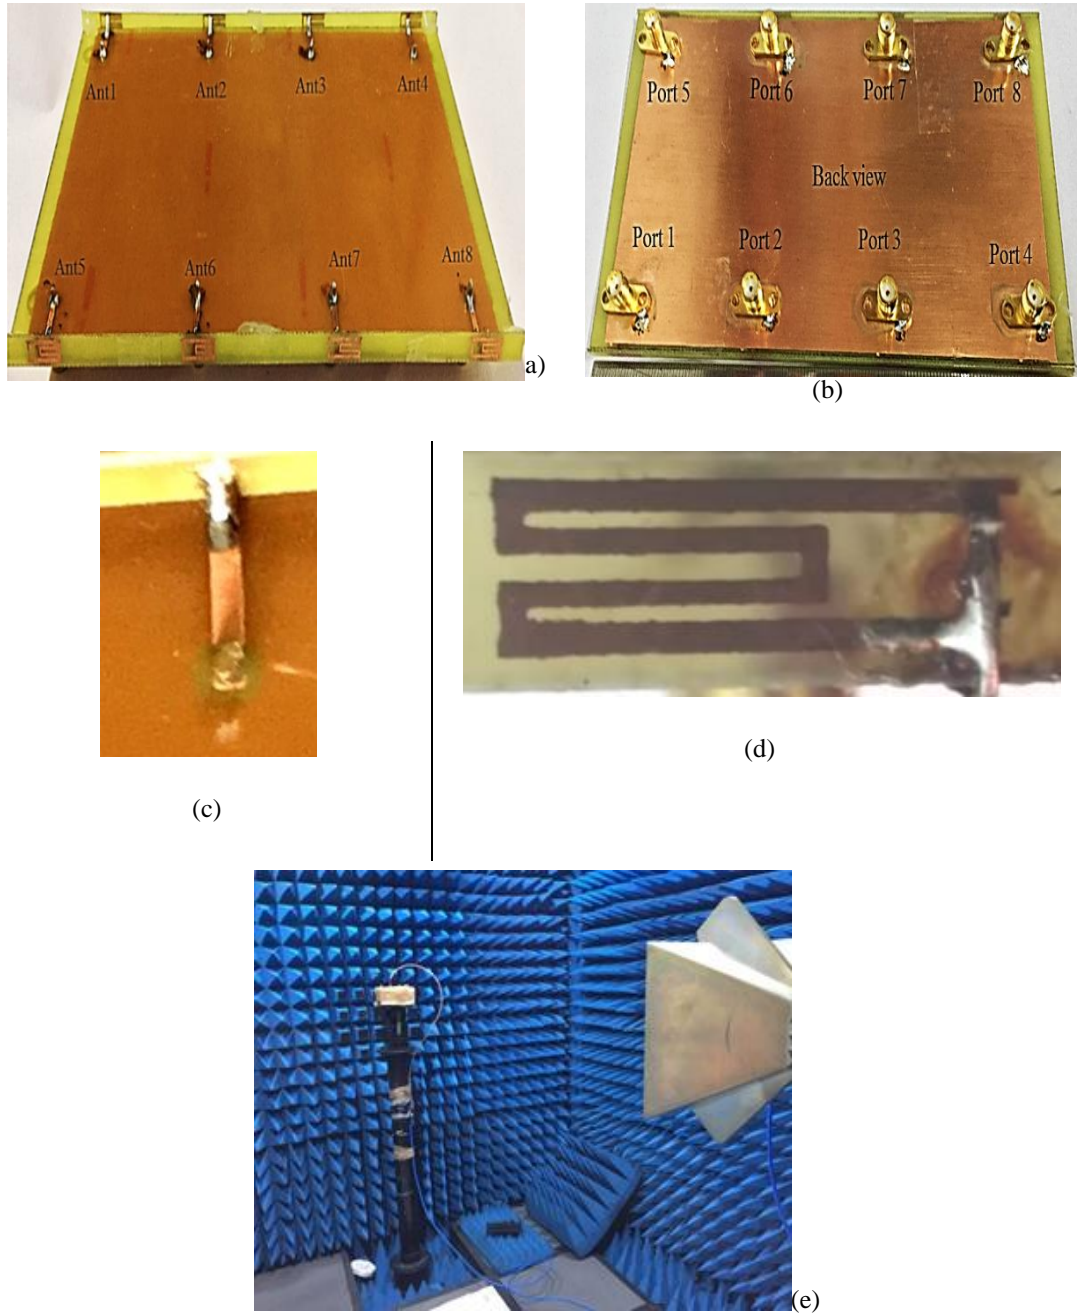 Ant1 Ant2 Ant3 Ant4
Ant5 Ant6 Ant7 Ant8
a)
Port 5 Port 6 Port 7 Port 8
Back view
Port 1 Port 2 Port 3 Port 4
(b)
(c)
(d)
(e)